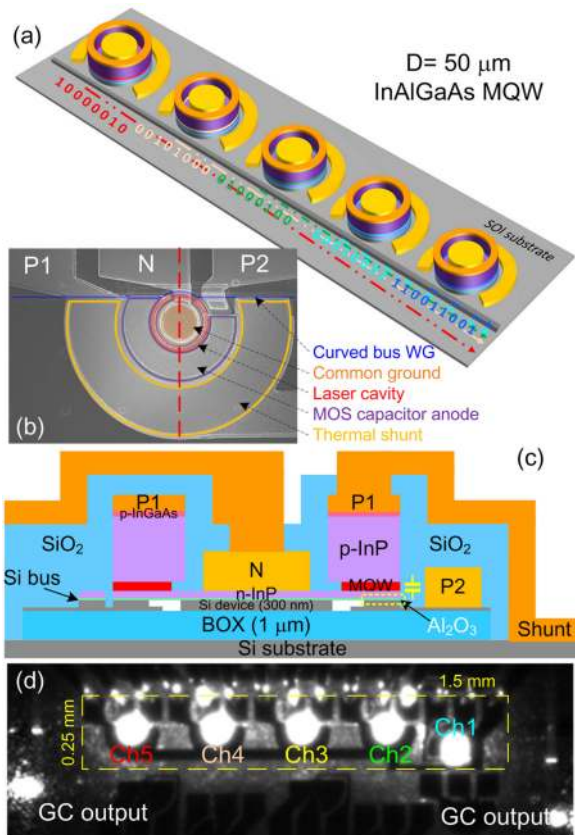 (a)
D= 50 μm
InAlGaAs MQW
10000010
00101000
01000100
SOI substrate
1100110010
P1
N
P2
Curved bus WG
Common ground
Laser cavity
MOS capacitor anode
Thermal shunt
(b)
(c)
P1
P1
p-InGaAs
SiO2
p-InP
SiO2
N
MQW
P2
Si bus
n-InP
Si device (300 nm)
BOX (1 μm)
Al2O3
Shunt
Si substrate
(d)
1.5 mm
0.25 mm
Ch1
Ch5
Ch4
Ch3
Ch2
GC output
GC output